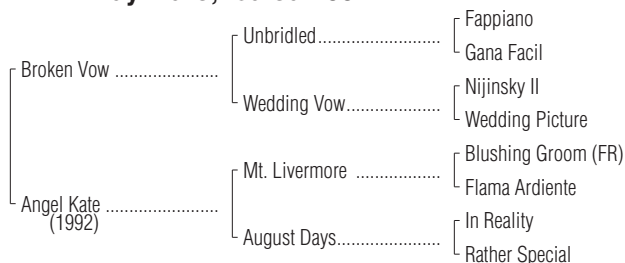 Fappiano
Unbridled........................
Gana Facil
Broken Vow ....................
Nijinsky II
Wedding Vow..................
Wedding Picture
Blushing Groom (FR)
Mt. Livermore ................
Flama Ardiente
Angel Kate ......................
(1992)
In Reality
August Days....................
Rather Special